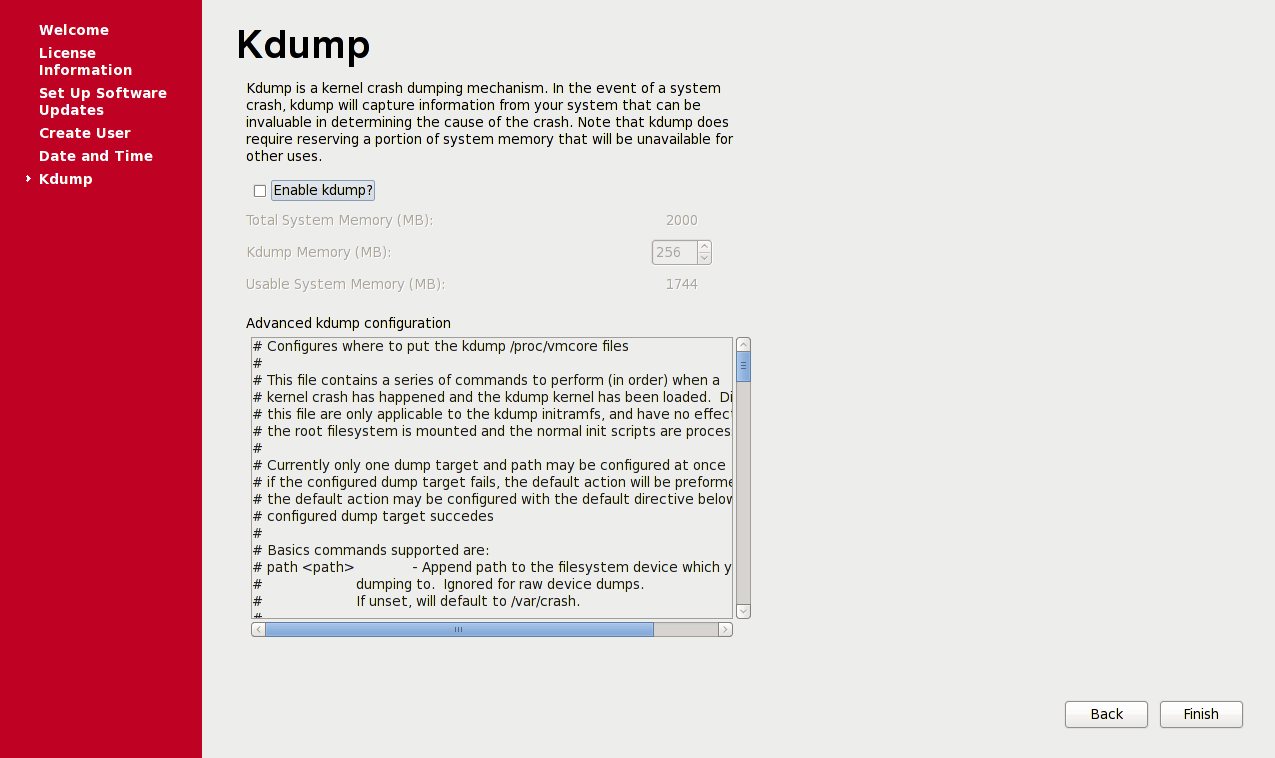 Welcome
License
Information
Set Up Software
Updates
Create User
Date and Time
Kdump
Kdump
Kdump is a kernel crash dumping mechanism. In the event of a system
crash, kdump will capture information from your system that can be
invaluable in determining the cause of the crash. Note that kdump does
require reserving a portion of system memory that will be unavailable for
other uses.
Enable kdump?
Total System Memory (MB): 2000
Kdump Memory (MB): 256
Usable System Memory (MB): 1744
Advanced kdump configuration
# Configures where to put the kdump /proc/vmcore files
#
# This file contains a series of commands to perform (in order) when a
# kernel crash has happened and the kdump kernel has been loaded.  Di
# this file are only applicable to the kdump initramfs, and have no effec
# the root filesystem is mounted and the normal init scripts are proces
#
# Currently only one dump target and path may be configured at once
# if the configured dump target fails, the default action will be preforme
# the default action may be configured with the default directive below
# configured dump target succedes
#
# Basics commands supported are:
# path <path> - Append path to the filesystem device which y
# dumping to.  Ignored for raw device dumps.
# If unset, will default to /var/crash.
#
Back
Finish